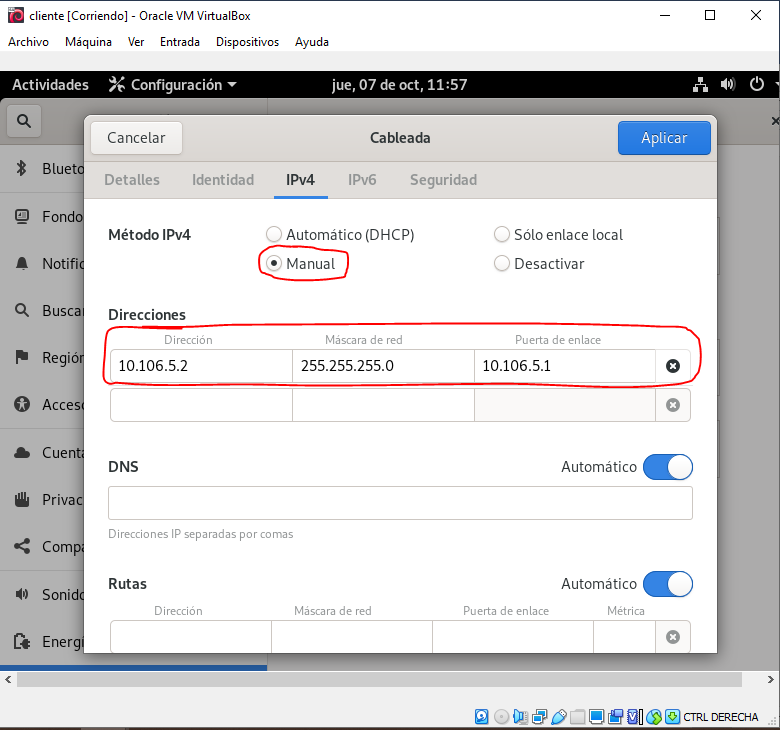 cliente [Corriendo] - Oracle VM VirtualBox
Archivo Máquina Ver Entrada Dispositivos Ayuda
Actividades Configuración jue, 07 de oct, 11:57
Cancelar Cableada Aplicar
Detalles Identidad IPv4 IPv6 Seguridad
Blueto
Fondo
Notific
Busca
Región
Acceso
Cuenta
Privac
Compa
Sonido
Energí
Método IPv4 Automático (DHCP) Sólo enlace local
Manual Desactivar
Direcciones
Dirección Máscara de red Puerta de enlace
10.106.5.2 255.255.255.0 10.106.5.1
DNS Automático
Direcciones IP separadas por comas
Rutas Automático
Dirección Máscara de red Puerta de enlace Métrica
CTRL DERECHA